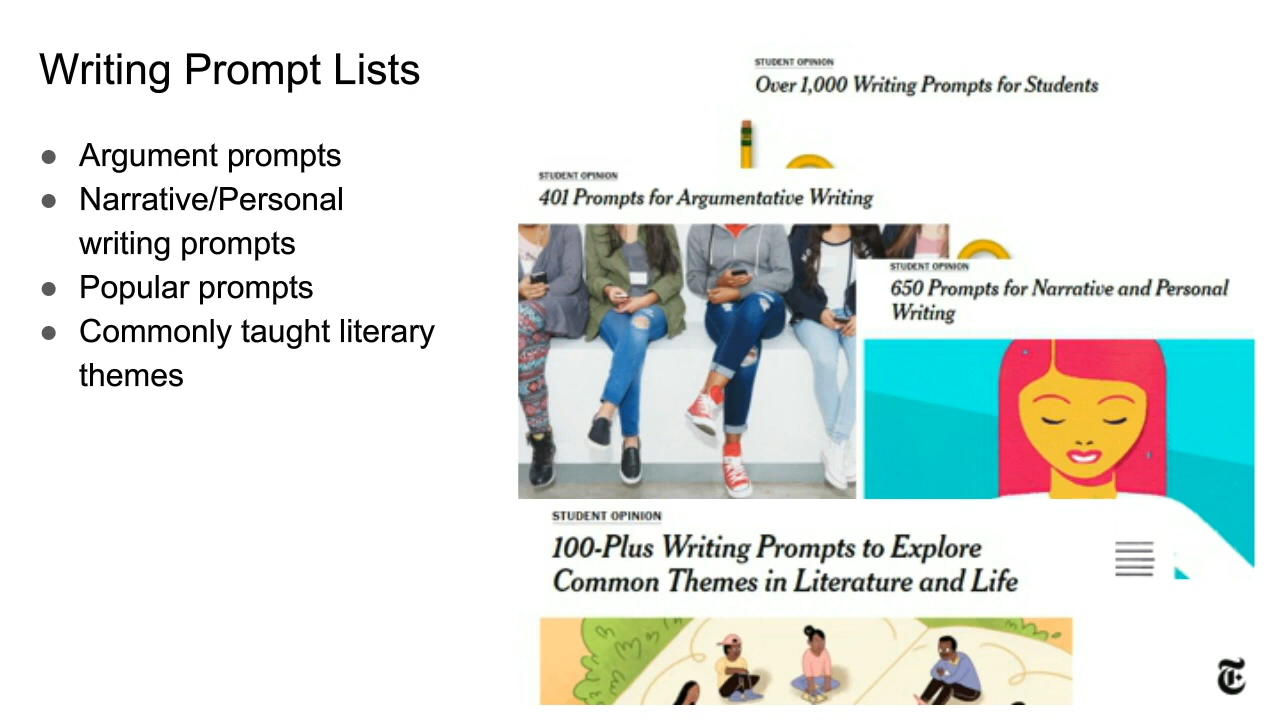 Writing Prompt Lists
● Argument prompts
● Narrative/Personal
writing prompts
● Popular prompts
● Commonly taught literary
themes
STUDENT OPINION
Over 1,000 Writing Prompts for Students
STUDENT OPINION
401 Prompts for Argumentative Writing
STUDENT OPINION
650 Prompts for Narrative and Personal
Writing
STUDENT OPINION
100-Plus Writing Prompts to Explore
Common Themes in Literature and Life
T